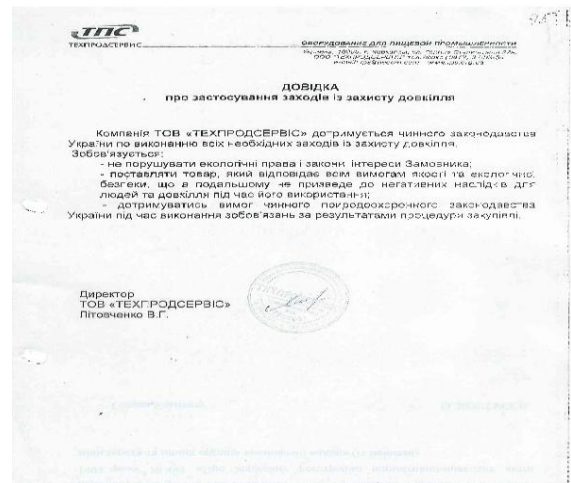 ТПС
ТЕХПРОДСЕРВІС
ОБОРУДОВАНИЕ ДЛЯ ПИЩЕВОЙ ПРОМЫШЛЕННОСТИ
ДОВІДКА
про застосування заходів із захисту довкілля
Компанія ТОВ «ТЕХПРОДСЕРВІС» дотримується чинного законодавства
України по виконанню всіх необхідних заходів із захисту довкілля.
Зобов'язується:
- не порушувати екологічні права і законні інтереси Замовника;
- поставляти товар, який відповідає всім вимогам якості та екологічної
безпеки, що в подальшому не призведе до негативних наслідків для
людей та довкілля під час його використання;
- дотримуватись вимог чинного природоохоронного законодавства
України під час виконання зобов'язань за результатами процедури закупівлі.
Директор
ТОВ «ТЕХПРОДСЕРВІС»
Пітовченко В.Г.